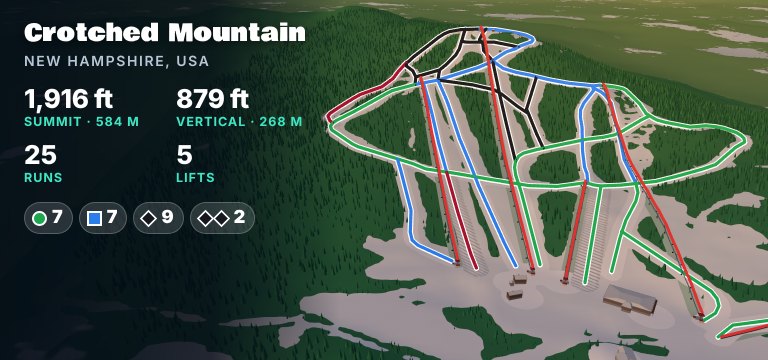 Crotched Mountain
NEW HAMPSHIRE, USA
1,916 ft 879 ft
SUMMIT · 584 M VERTICAL · 268 M
25 5
RUNS LIFTS
7 7 9 2